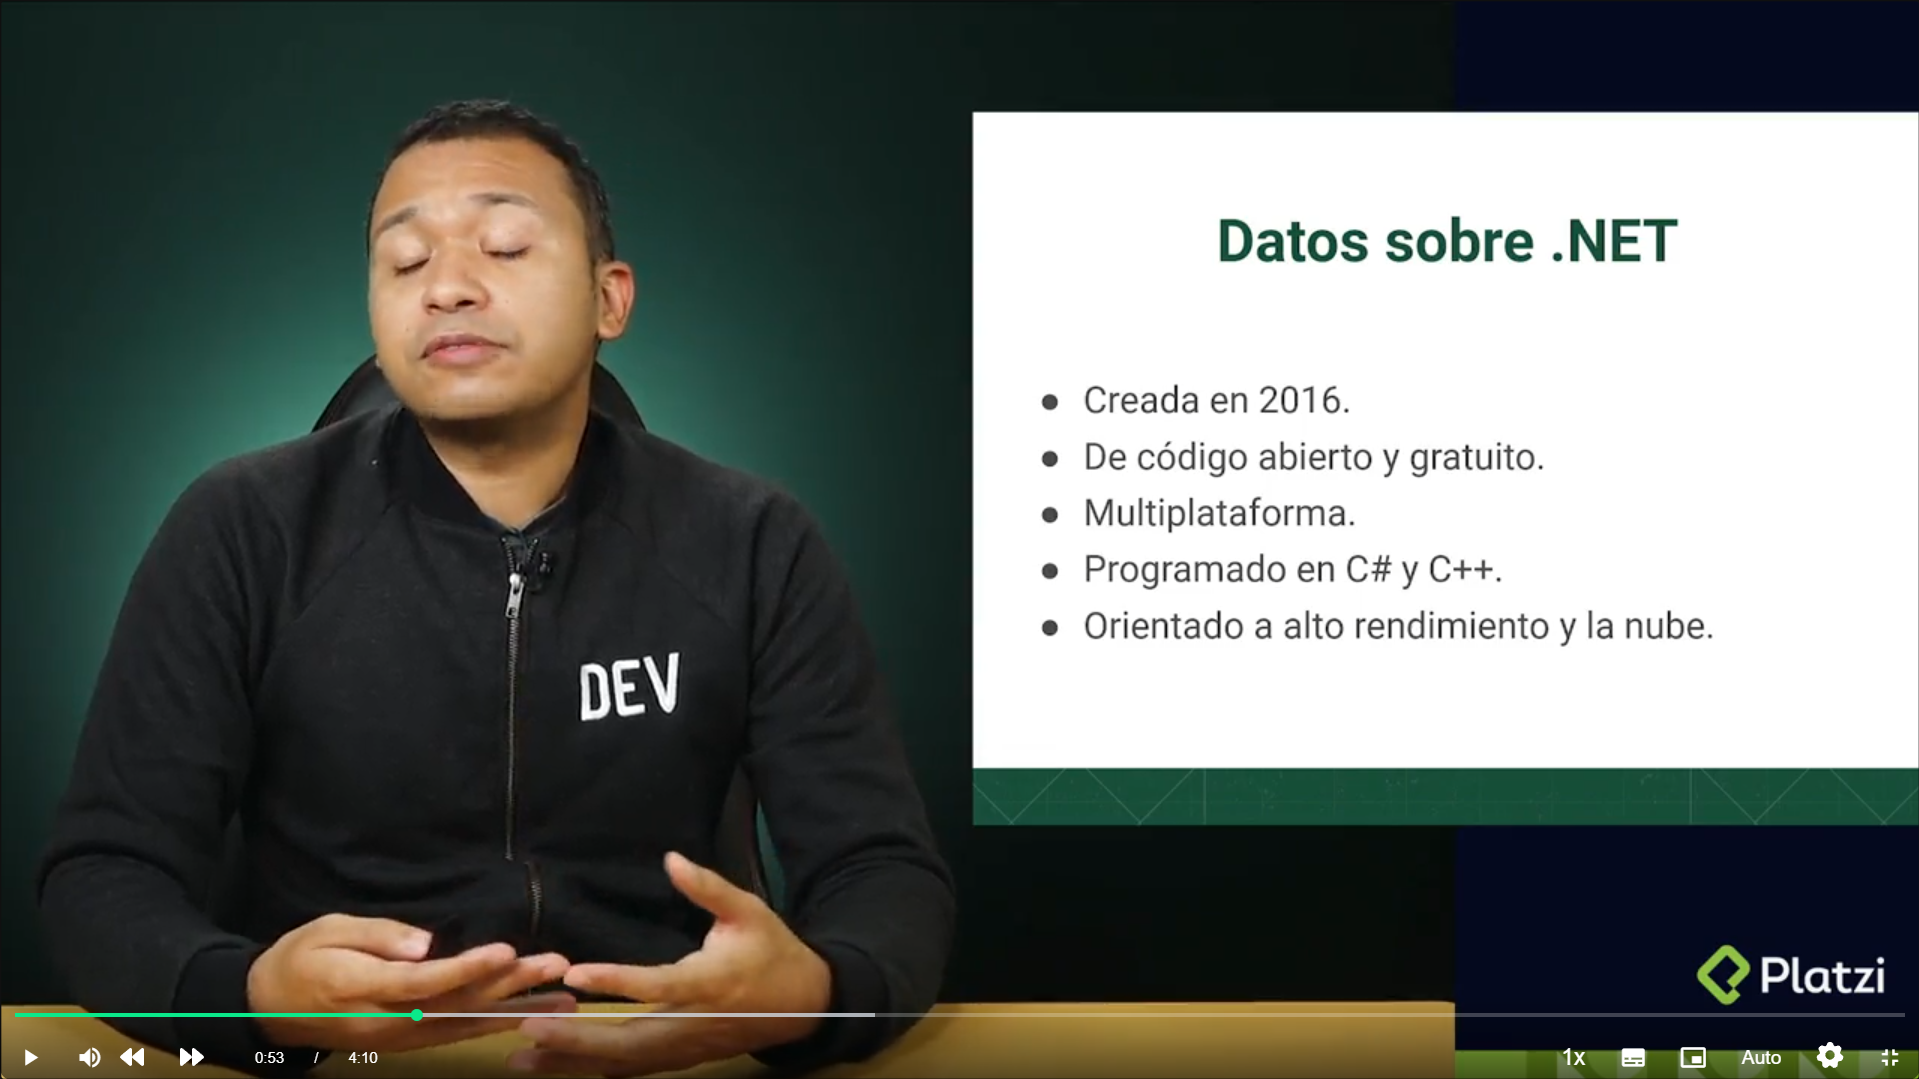 Datos sobre .NET
Creada en 2016.
De código abierto y gratuito.
Multiplataforma.
Programado en C# y C++.
Orientado a alto rendimiento y la nube.
DEV
Platzi
0:53 / 4:10
1x
Auto